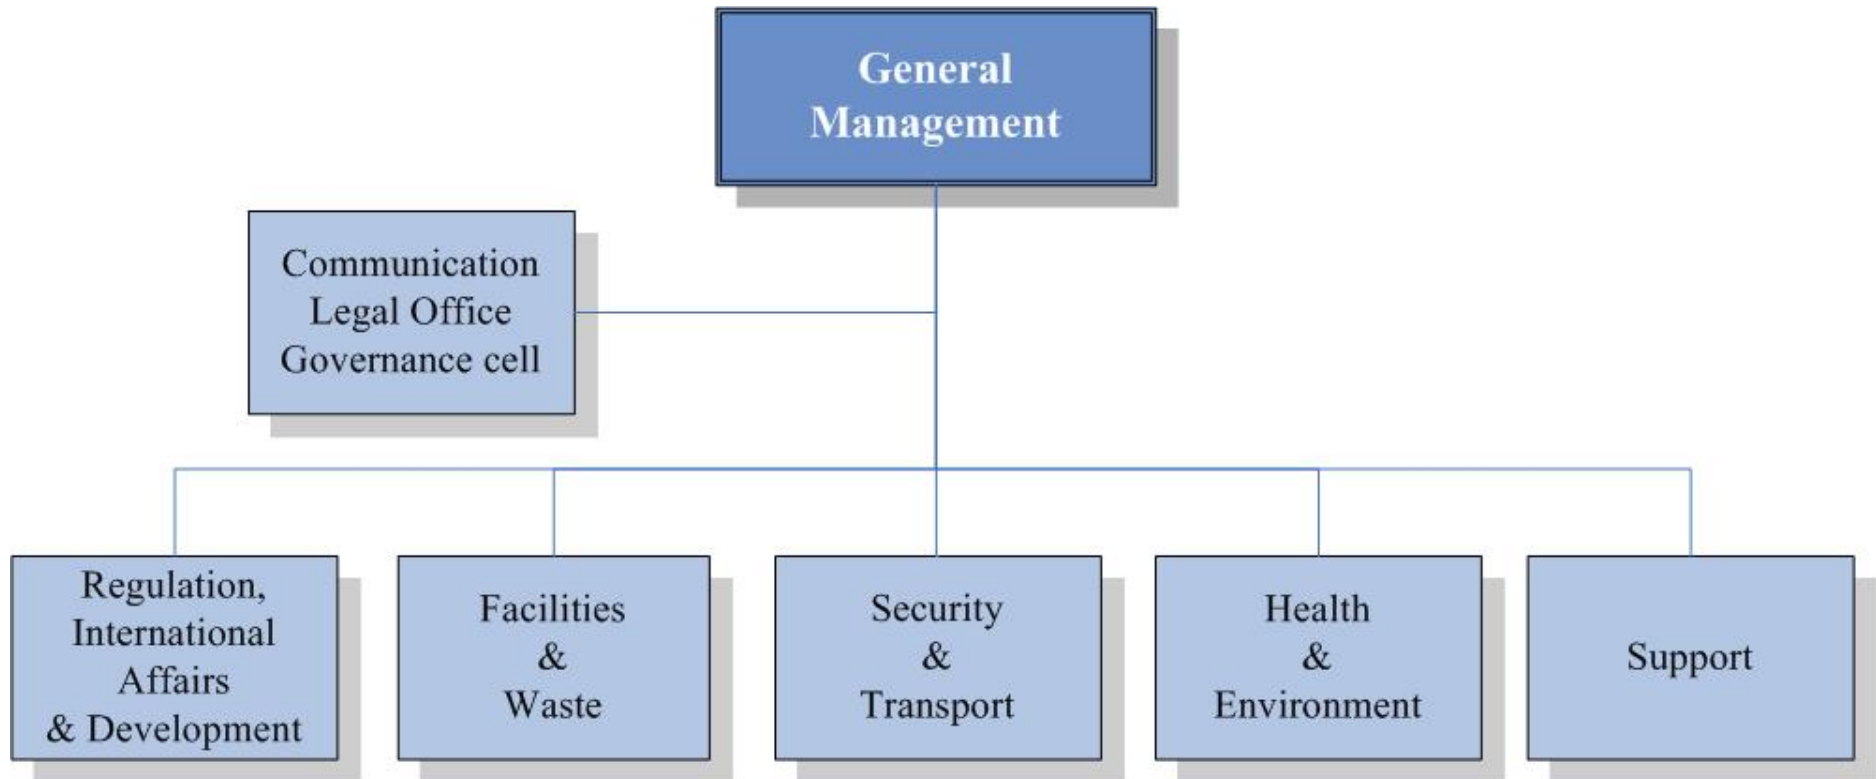 General
Management
Communication
Legal Office
Governance cell
Regulation,
International
Affairs
& Development
Facilities
&
Waste
Security
&
Transport
Health
&
Environment
Support